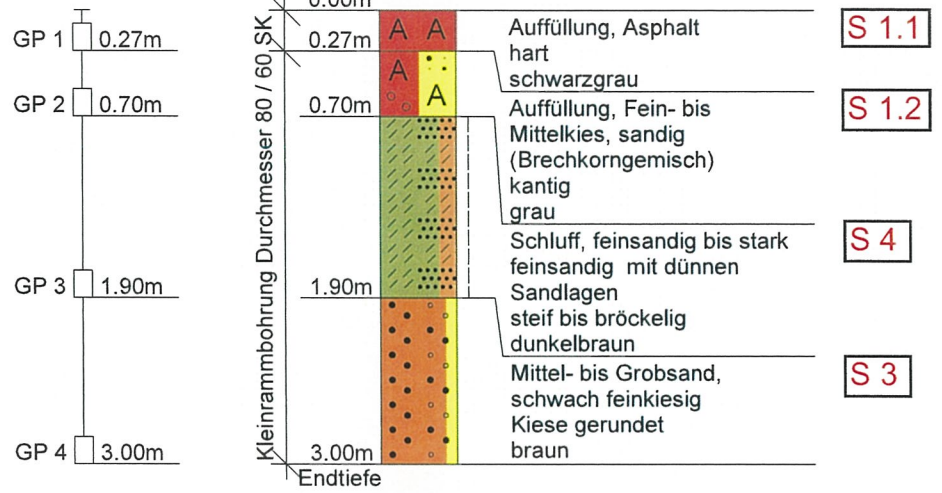 0.00m
GP 1
0.27m
0.27m
A A
Auffüllung, Asphalt
hart
schwarzgrau
S 1.1
GP 2
0.70m
0.70m
A
A
Auffüllung, Fein- bis
Mittelkies, sandig
(Brechkorngemisch)
kantig
grau
S 1.2
Kleinrammbohrung Durchmesser 80 / 60 SK
GP 3
1.90m
1.90m
Schluff, feinsandig bis stark
feinsandig mit dünnen
Sandlagen
steif bis bröckelig
dunkelbraun
S 4
GP 4
3.00m
3.00m
Mittel- bis Grobsand,
schwach feinkiesig
Kiese gerundet
braun
S 3
Endtiefe